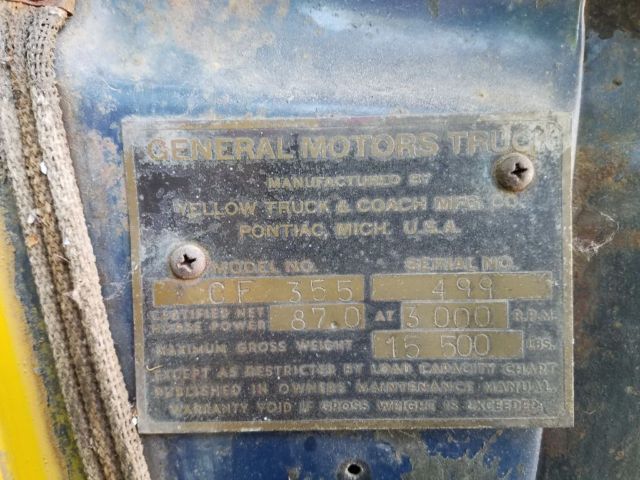 GENERAL MOTORS TRUCK
MANUFACTURED BY
YELLOW TRUCK & COACH MFG. CO.
PONTIAC, MICH. U.S.A.
MODEL NO. SERIAL NO.
CF 355 499
CERTIFIED NET HORSE POWER 87.0 AT 3 000 R.P.M.
MAXIMUM GROSS WEIGHT 15 500 LBS.
EXCEPT AS RESTRICTED BY LOAD CAPACITY CHART
PUBLISHED IN OWNERS MAINTENANCE MANUAL.
WARRANTY VOID IF GROSS WEIGHT IS EXCEEDED.